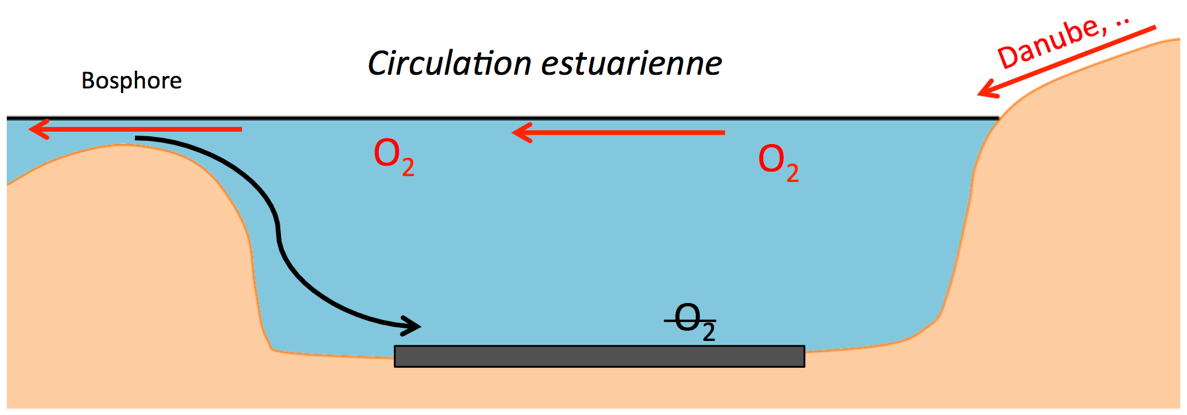 Danube, ..
Circulation estuarienne
Bosphore
O₂
O₂
O₂